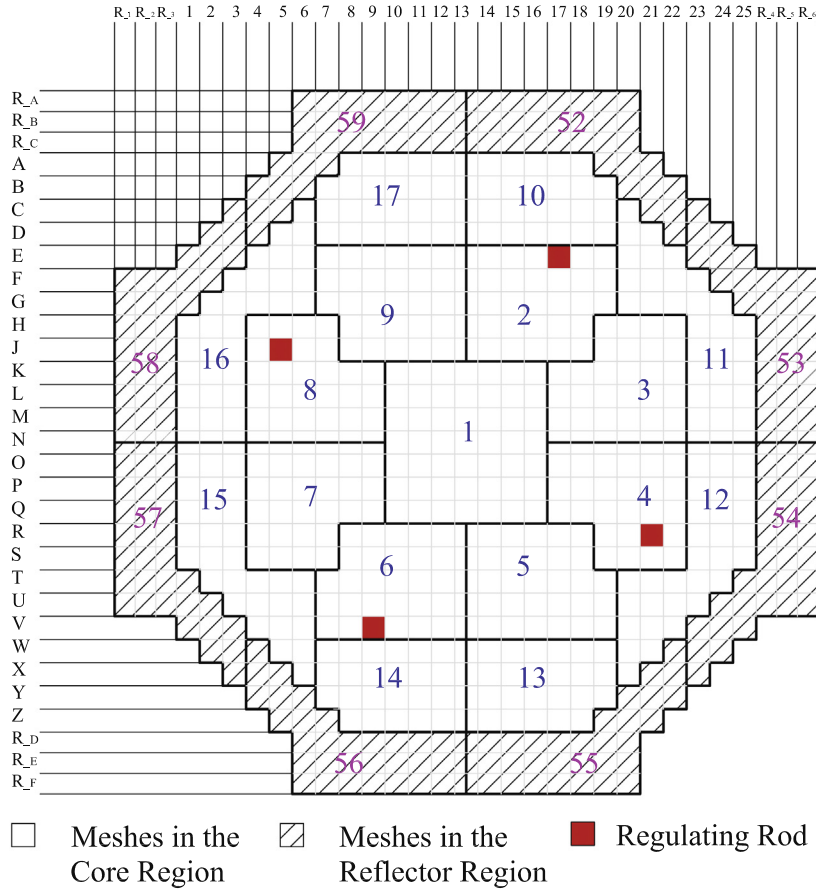 R_1 R_2 R_3 1 2 3 4 5 6 7 8 9 10 11 12 13 14 15 16 17 18 19 20 21 22 23 24 25 R_4 R_5 R_6
R_A
R_B
59 52
R_C
A
B
17 10
C
D
E
F
G
H
9 2
J
K
16 11
58 53
L
8 3
M
N
1
O
P
15 7 4 12
Q
57 54
R
S
T
6 5
U
V
W
X
14 13
Y
Z
R_D
R_E
56 55
R_F
Meshes in the Meshes in the Regulating Rod
Core Region Reflector Region